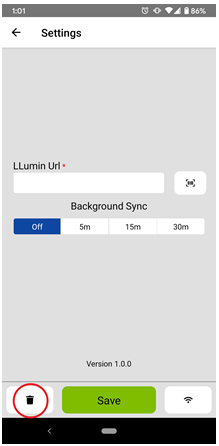 1:01 86%
Settings
LLumin Url *
Background Sync
Off 5m 15m 30m
Version 1.0.0
Save